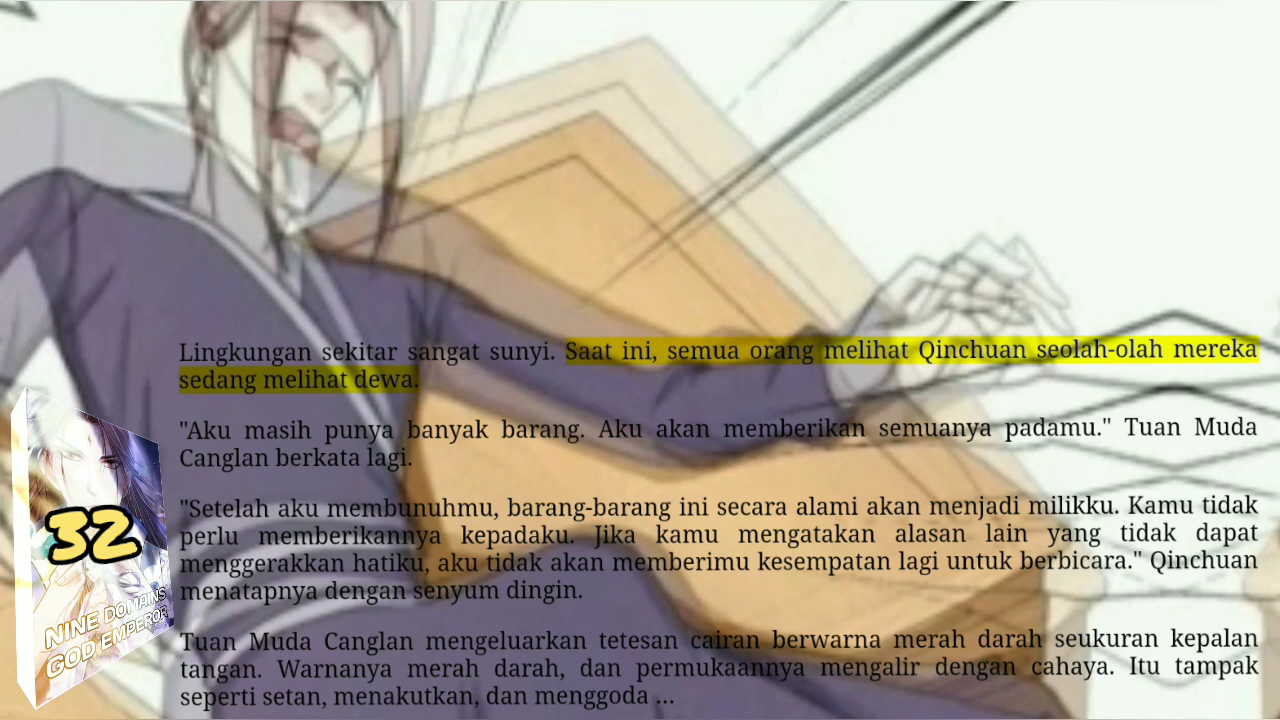 Lingkungan sekitar sangat sunyi. Saat ini, semua orang melihat Qinchuan seolah-olah mereka
sedang melihat dewa.
"Aku masih punya banyak barang. Aku akan memberikan semuanya padamu." Tuan Muda
Canglan berkata lagi.
"Setelah aku membunuhmu, barang-barang ini secara alami akan menjadi milikku. Kamu tidak
perlu memberikannya kepadaku. Jika kamu mengatakan alasan lain yang tidak dapat
menggerakkan hatiku, aku tidak akan memberimu kesempatan lagi untuk berbicara." Qinchuan
menatapnya dengan senyum dingin.
Tuan Muda Canglan mengeluarkan tetesan cairan berwarna merah darah seukuran kepalan
tangan. Warnanya merah darah, dan permukaannya mengalir dengan cahaya. Itu tampak
seperti setan, menakutkan, dan menggoda ...
32
NINE DOMAINS
GOD EMPEROR